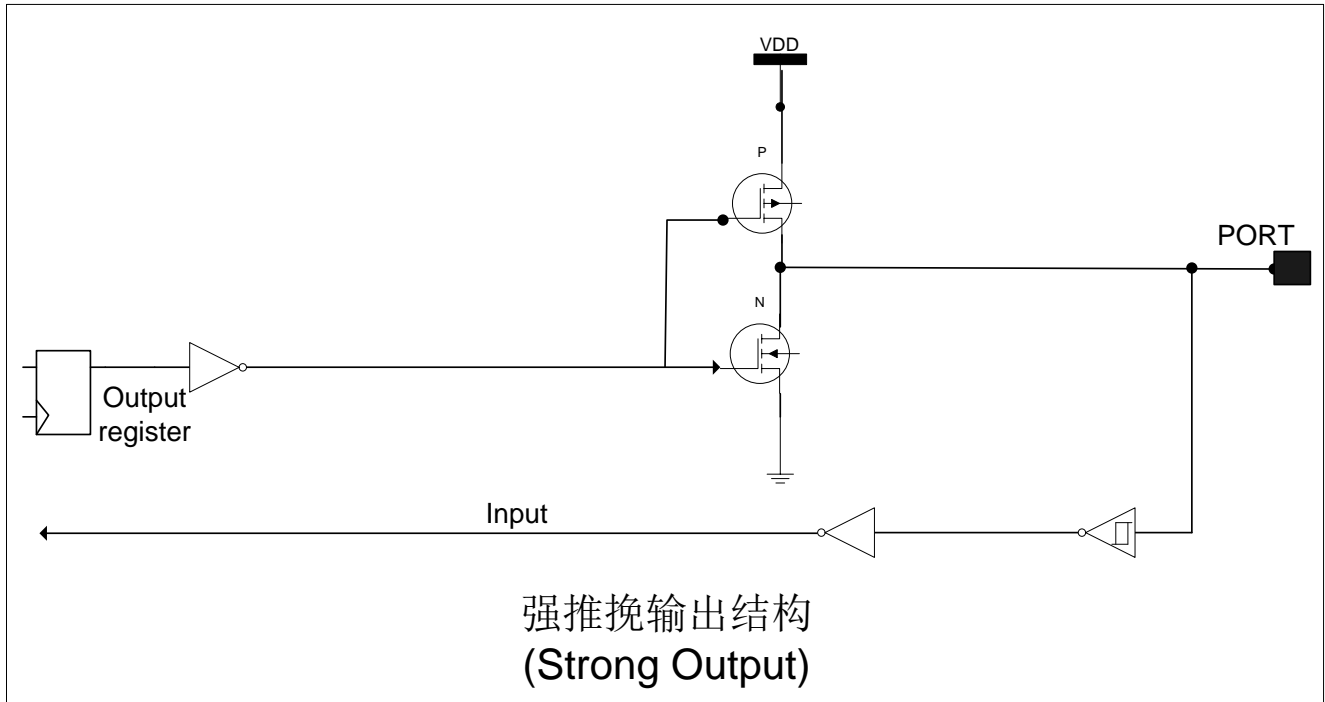 VDD
P
PORT
N
Output
register
Input
强推挽输出结构
(Strong Output)